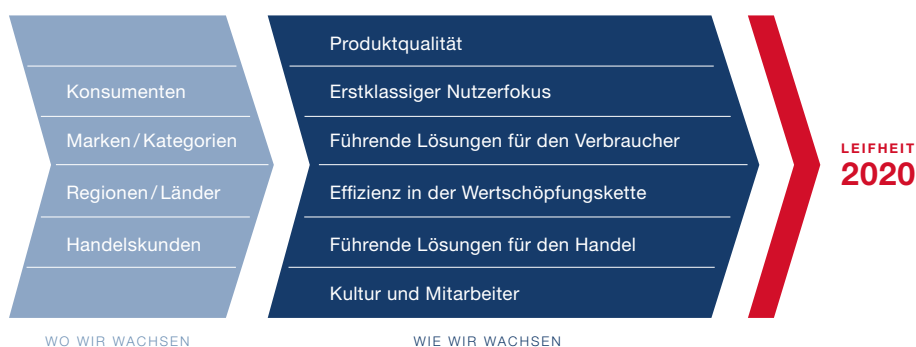 Konsumenten
Marken/Kategorien
Regionen/Länder
Handelskunden
WO WIR WACHSEN
Produktqualität
Erstklassiger Nutzerfokus
Führende Lösungen für den Verbraucher
Effizienz in der Wertschöpfungskette
Führende Lösungen für den Handel
Kultur und Mitarbeiter
WIE WIR WACHSEN
LEIFHEIT
2020